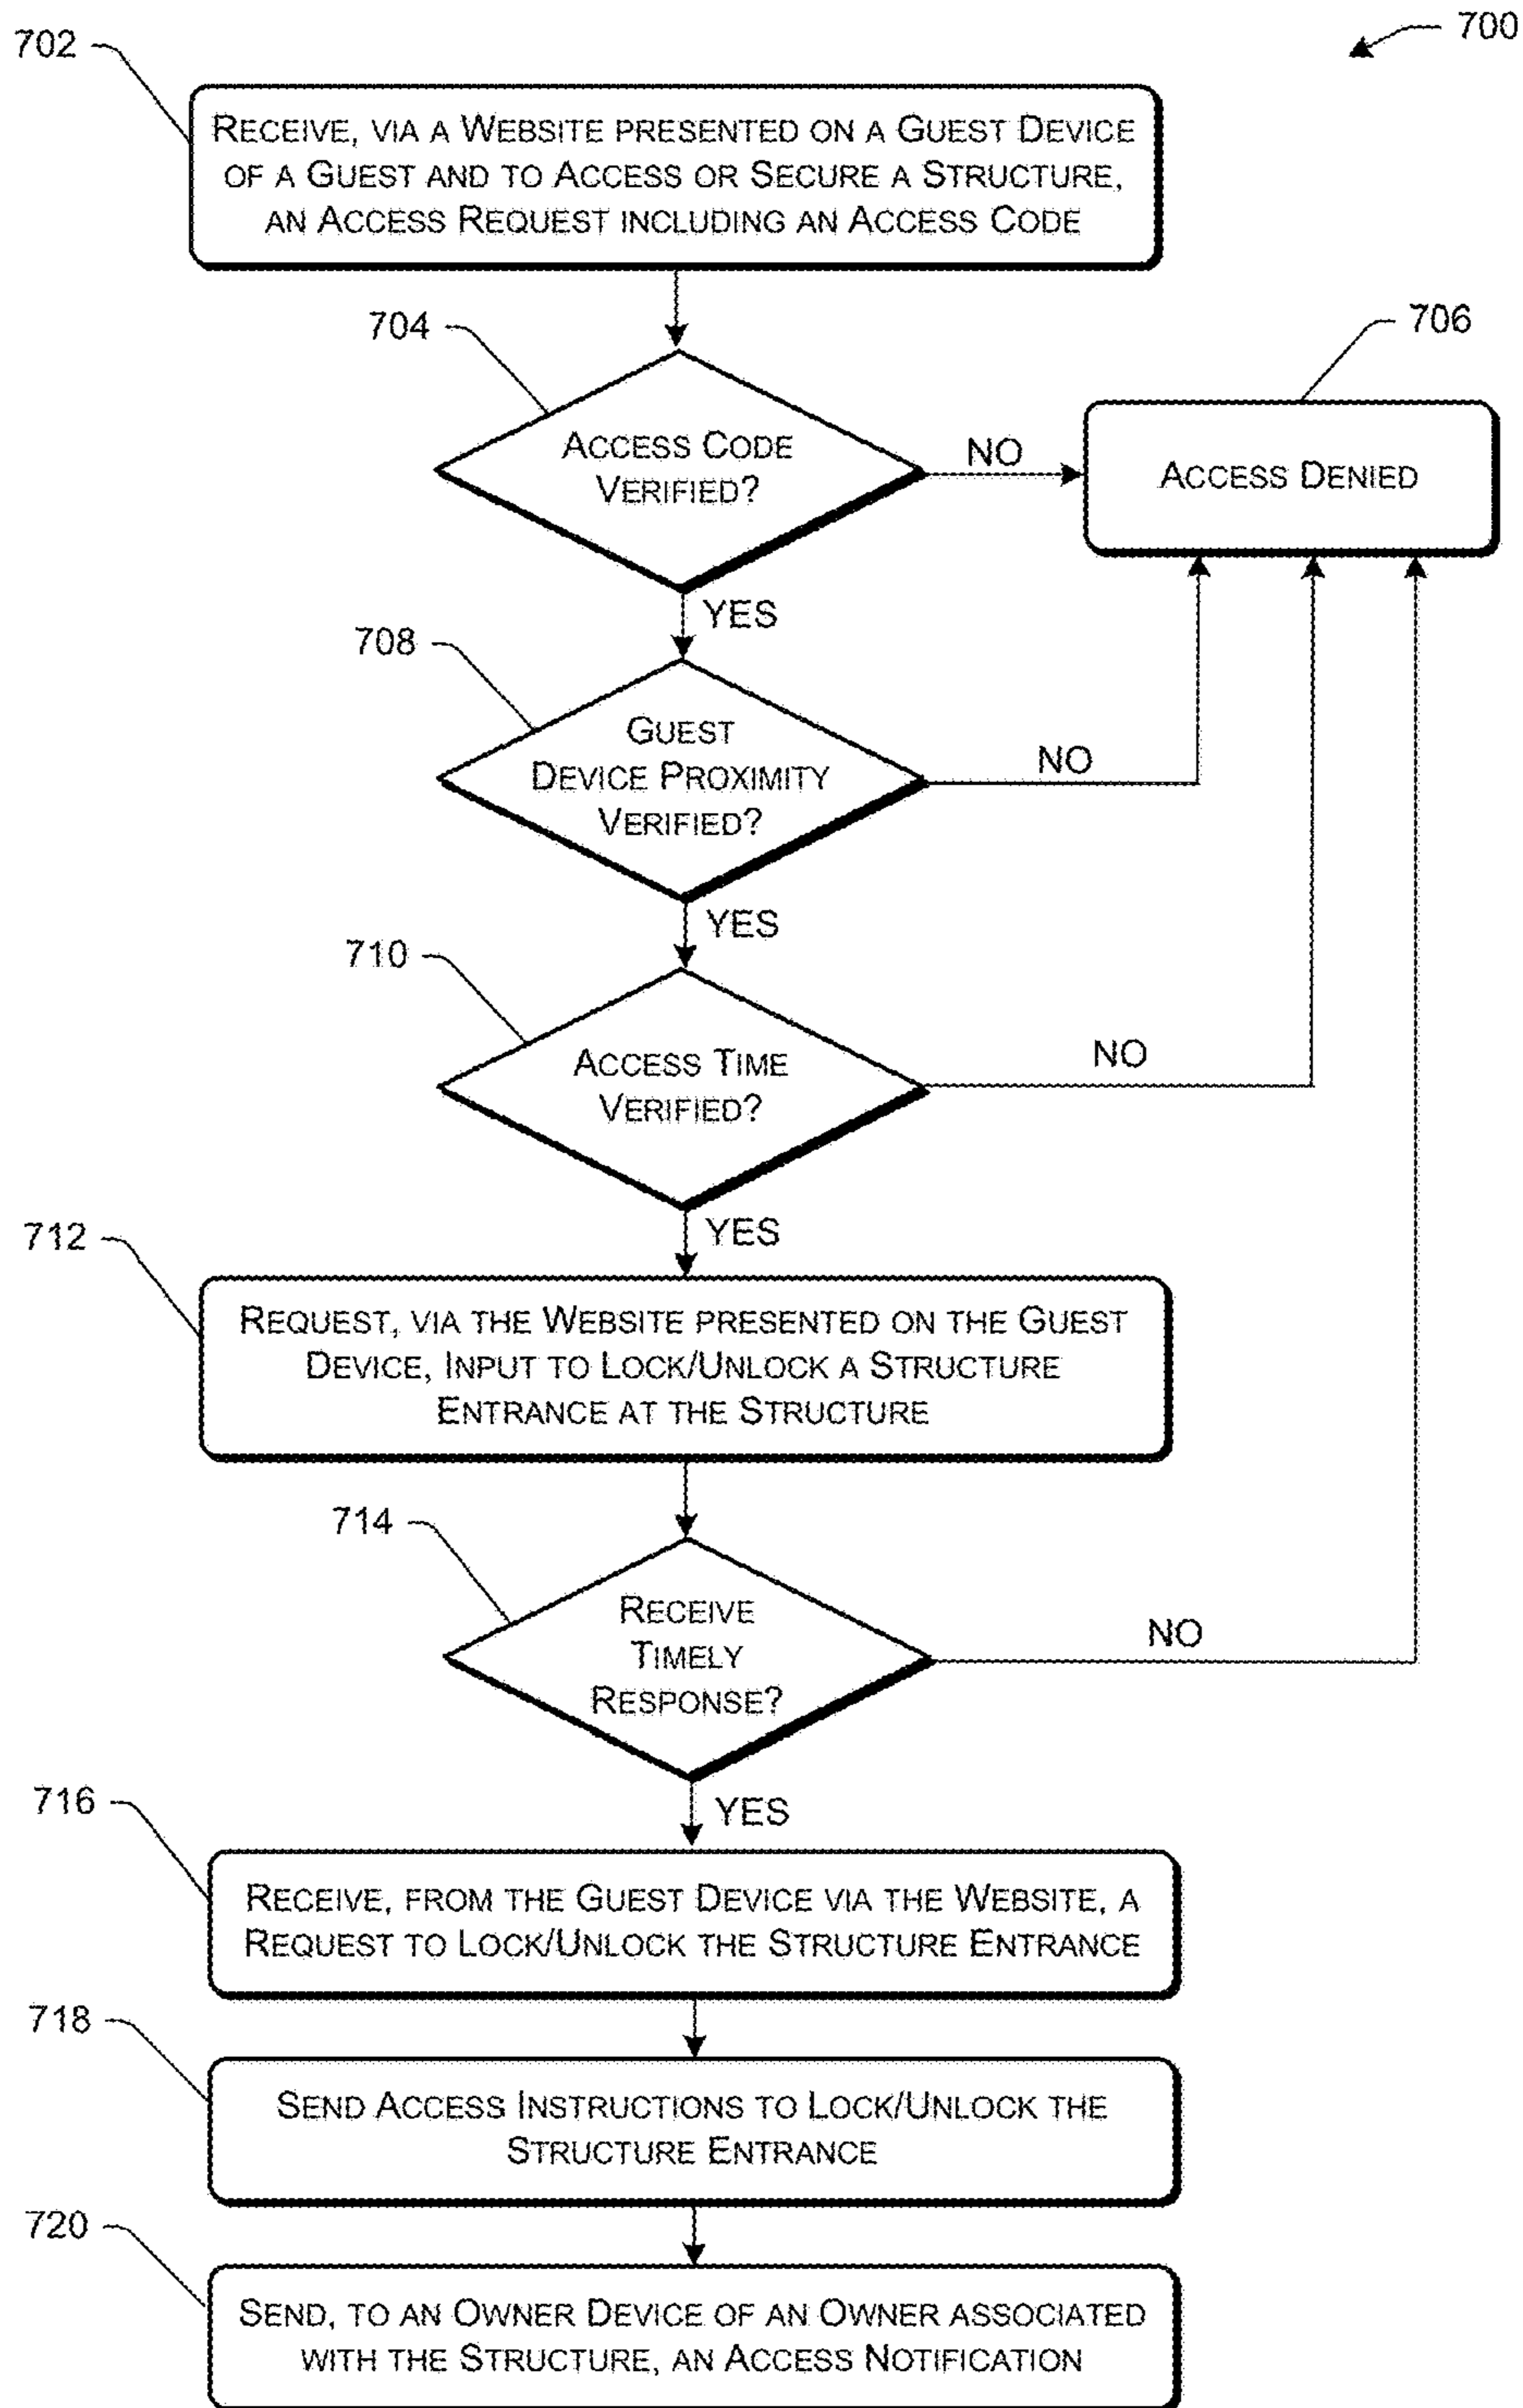 702
700
RECEIVE, VIA A WEBSITE PRESENTED ON A GUEST DEVICE
OF A GUEST AND TO ACCESS OR SECURE A STRUCTURE,
AN ACCESS REQUEST INCLUDING AN ACCESS CODE
704
706
ACCESS CODE
VERIFIED?
NO
ACCESS DENIED
YES
708
GUEST
DEVICE PROXIMITY
VERIFIED?
NO
YES
710
ACCESS TIME
VERIFIED?
NO
YES
712
REQUEST, VIA THE WEBSITE PRESENTED ON THE GUEST
DEVICE, INPUT TO LOCK/UNLOCK A STRUCTURE
ENTRANCE AT THE STRUCTURE
714
RECEIVE
TIMELY
RESPONSE?
NO
YES
716
RECEIVE, FROM THE GUEST DEVICE VIA THE WEBSITE, A
REQUEST TO LOCK/UNLOCK THE STRUCTURE ENTRANCE
718
SEND ACCESS INSTRUCTIONS TO LOCK/UNLOCK THE
STRUCTURE ENTRANCE
720
SEND, TO AN OWNER DEVICE OF AN OWNER ASSOCIATED
WITH THE STRUCTURE, AN ACCESS NOTIFICATION